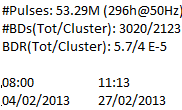 #Pulses: 53.29M (296h@50Hz)
#BDs(Tot/Cluster): 3020/2123
BDR(Tot/Cluster): 5.7/4 E-5
08:00 11:13
04/02/2013 27/02/2013